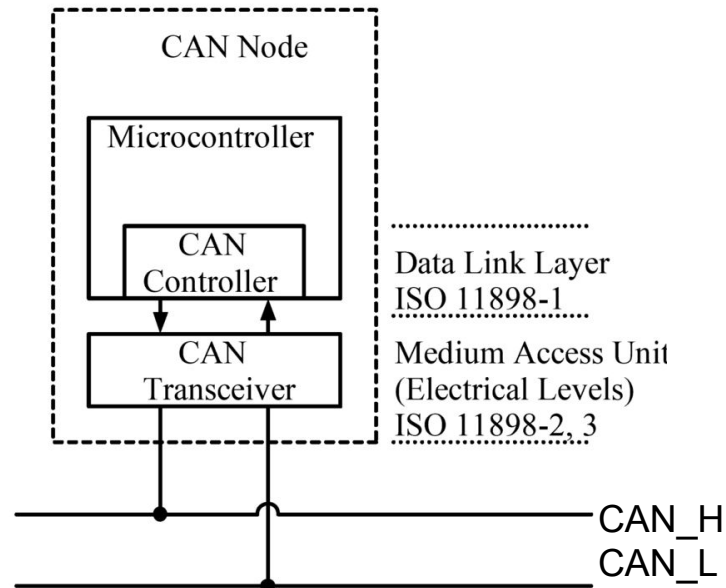 CAN Node
Microcontroller
CAN
Controller
Data Link Layer
ISO 11898-1
CAN
Transceiver
Medium Access Unit
(Electrical Levels)
ISO 11898-2, 3
CAN_H
CAN_L